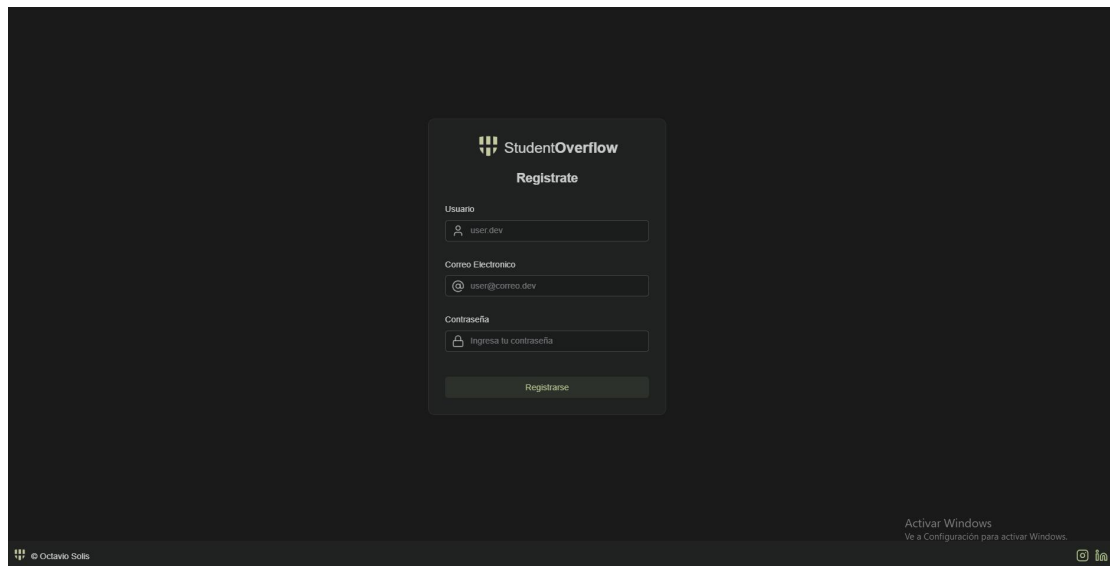 StudentOverflow
Registrate
Usuario
user.dev
Correo Electronico
user@correo.dev
Contraseña
Ingresa tu contraseña
Registrarse
Activar Windows
Ve a Configuración para activar Windows.
© Octavio Solis